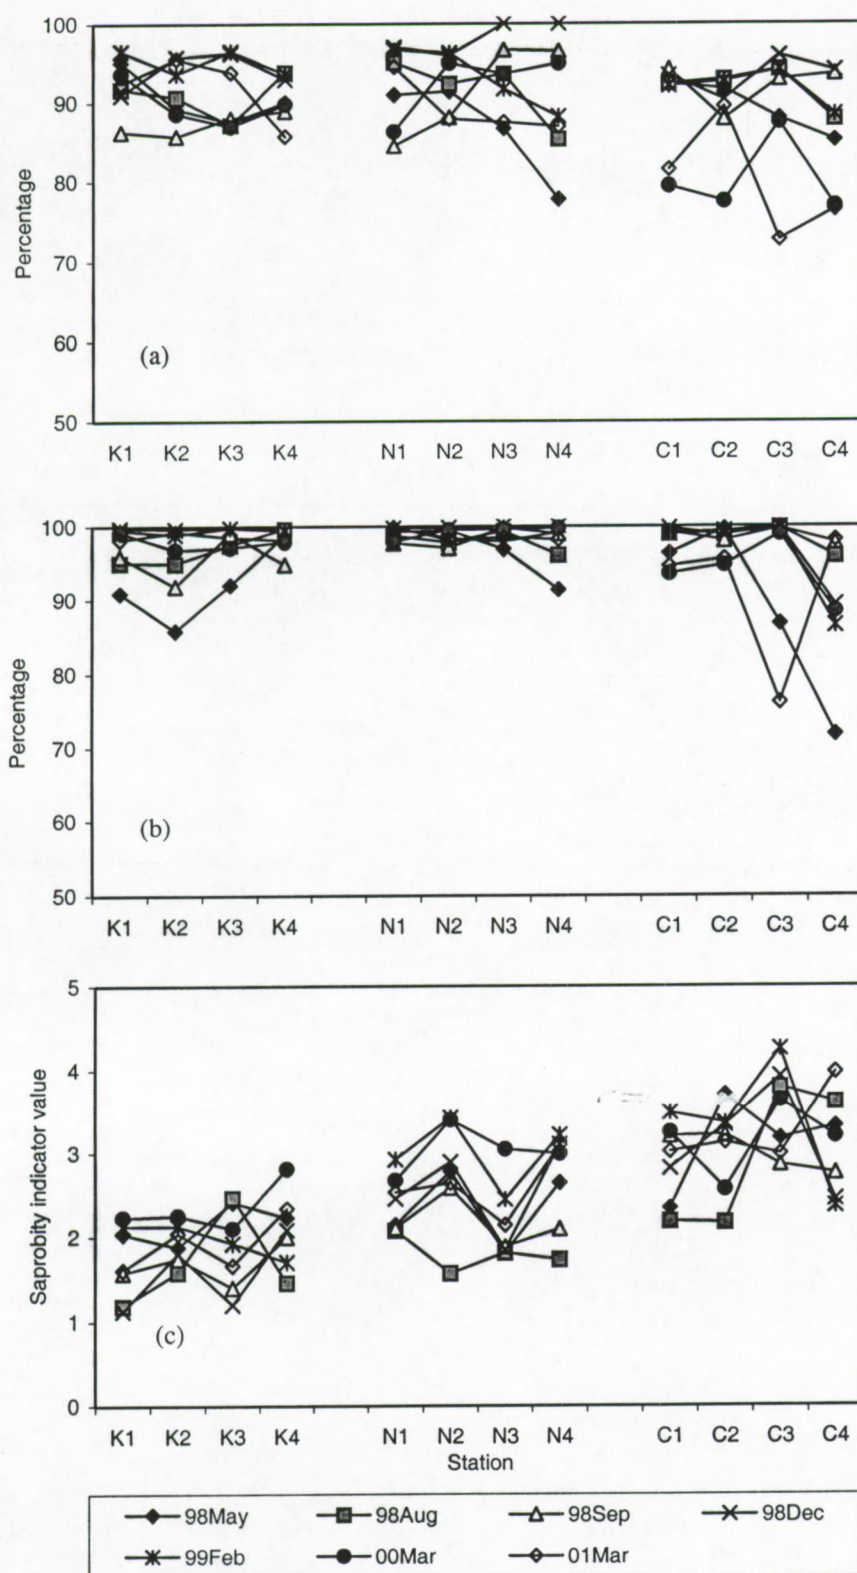 100
90
80
70
60
50
Percentage
(a)
K1 K2 K3 K4 N1 N2 N3 N4 C1 C2 C3 C4
100
90
80
70
60
50
Percentage
(b)
K1 K2 K3 K4 N1 N2 N3 N4 C1 C2 C3 C4
5
4
3
2
1
0
Saprobity indicator value
(c)
K1 K2 K3 K4 N1 N2 N3 N4 C1 C2 C3 C4
Station
98May 98Aug 98Sep 98Dec
99Feb 00Mar 01Mar